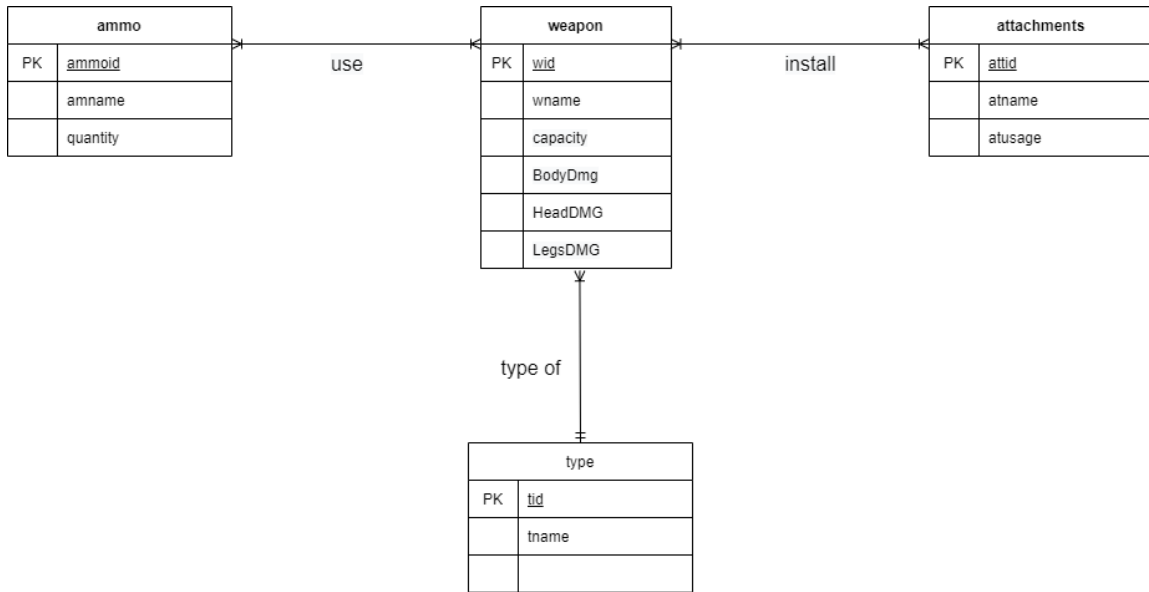 ammo
PK ammoid
amname
quantity
use
weapon
PK wid
wname
capacity
BodyDmg
HeadDMG
LegsDMG
install
attachments
PK attid
atname
atusage
type of
type
PK tid
tname